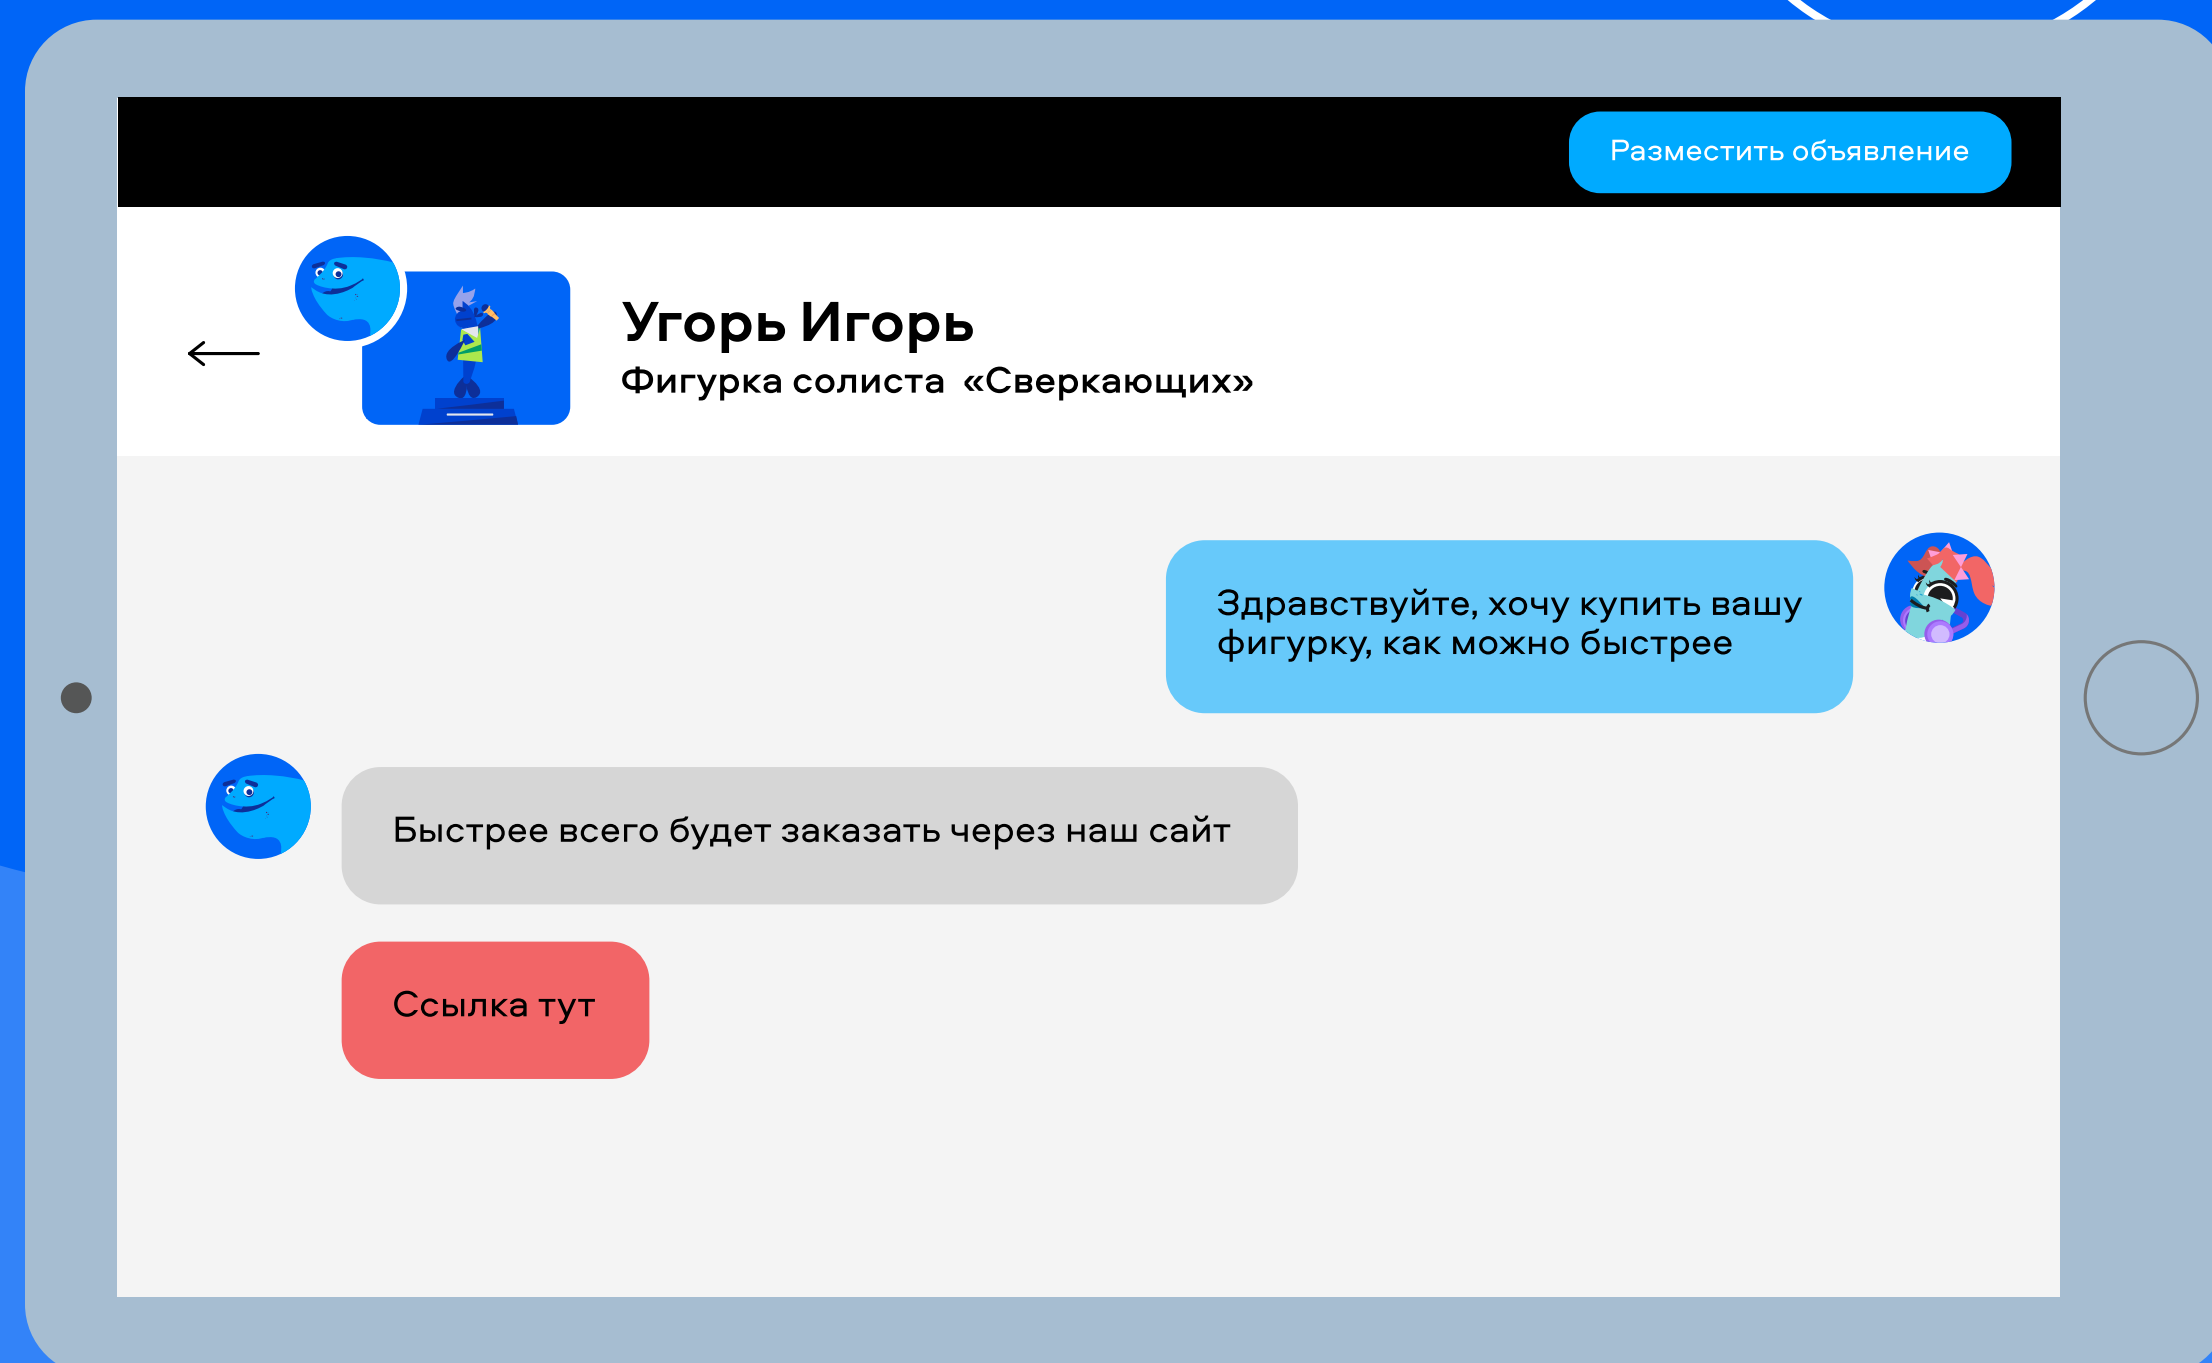 Разместить объявление
Угорь Игорь
Фигурка солиста «Сверкающих»
Здравствуйте, хочу купить вашу
фигурку, как можно быстрее
Быстрее всего будет заказать через наш сайт
Ссылка тут